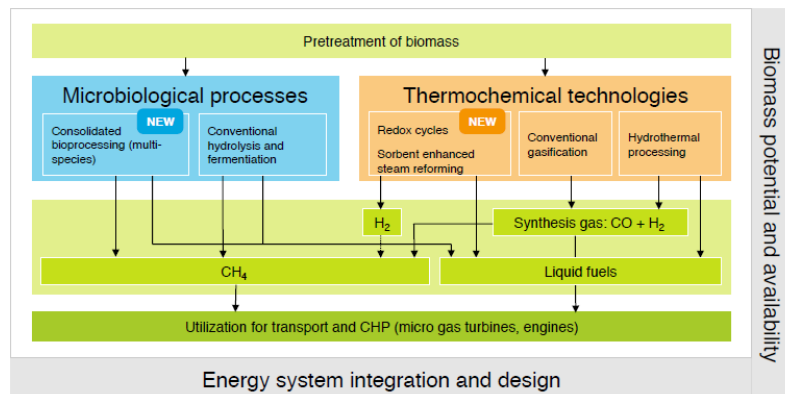 Pretreatment of biomass
Microbiological processes
NEW
Consolidated
bioprocessing (multi-
species)
Conventional
hydrolysis and
fermentation
Thermochemical technologies
NEW
Redox cycles
Sorbent enhanced
steam reforming
Conventional
gasification
Hydrothermal
processing
H₂
Synthesis gas: CO + H₂
CH₄
Liquid fuels
Utilization for transport and CHP (micro gas turbines, engines)
Energy system integration and design
Biomass potential and availability